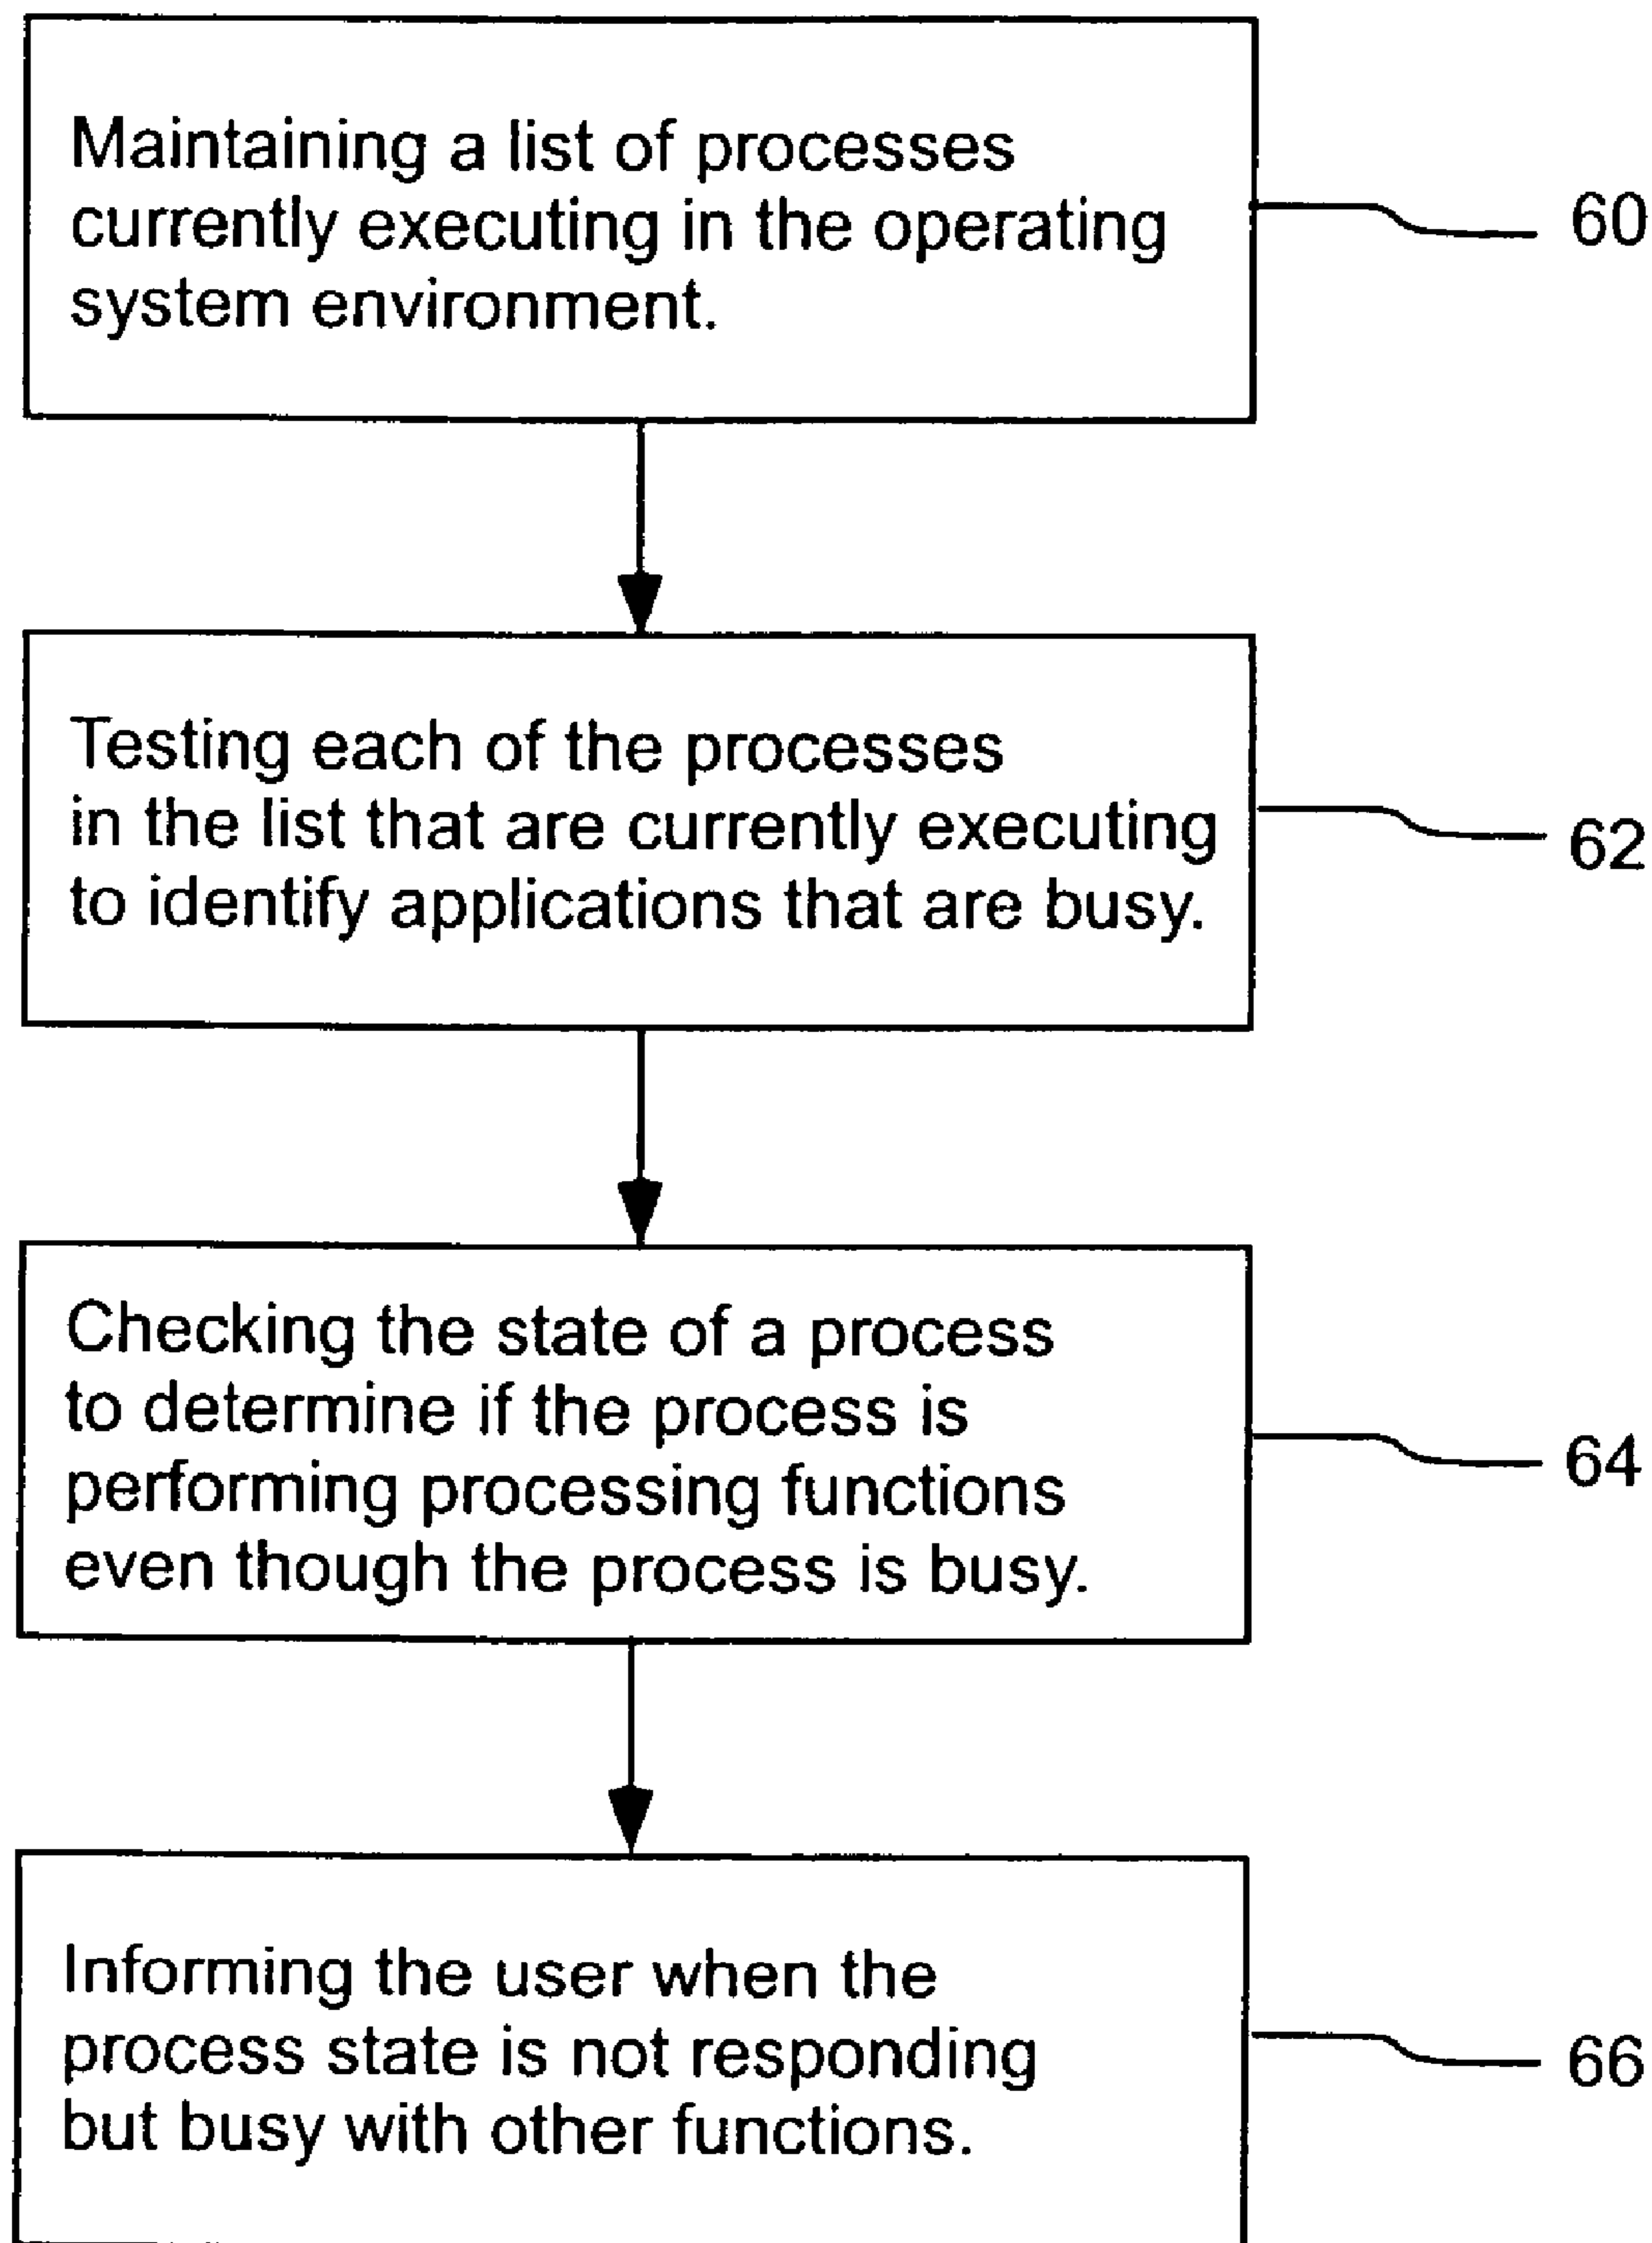 Maintaining a list of processes
currently executing in the operating
system environment.
60
Testing each of the processes
in the list that are currently executing
to identify applications that are busy.
62
Checking the state of a process
to determine if the process is
performing processing functions
even though the process is busy.
64
Informing the user when the
process state is not responding
but busy with other functions.
66